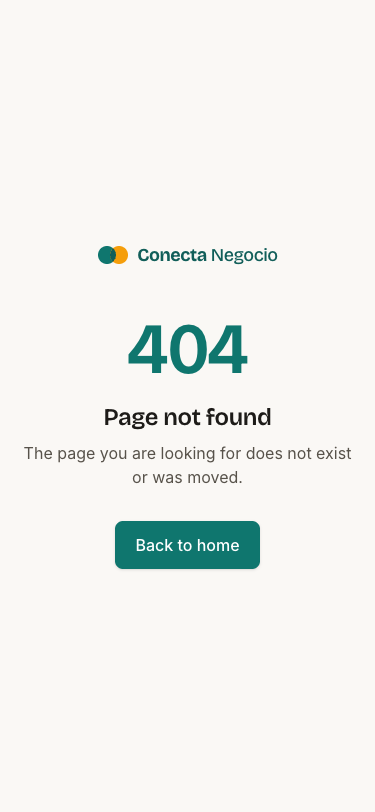 Conecta Negocio
404
Page not found
The page you are looking for does not exist
or was moved.
Back to home